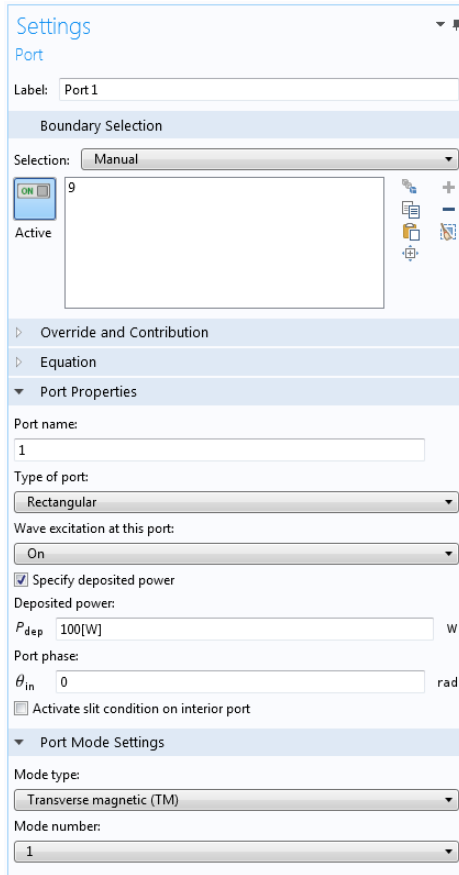 Settings
Port
Label: Port 1
Boundary Selection
Selection: Manual
ON
9
Active
Override and Contribution
Equation
Port Properties
Port name:
1
Type of port:
Rectangular
Wave excitation at this port:
On
Specify deposited power
Deposited power:
P_dep 100[W] W
Port phase:
θ_in 0 rad
Activate slit condition on interior port
Port Mode Settings
Mode type:
Transverse magnetic (TM)
Mode number:
1